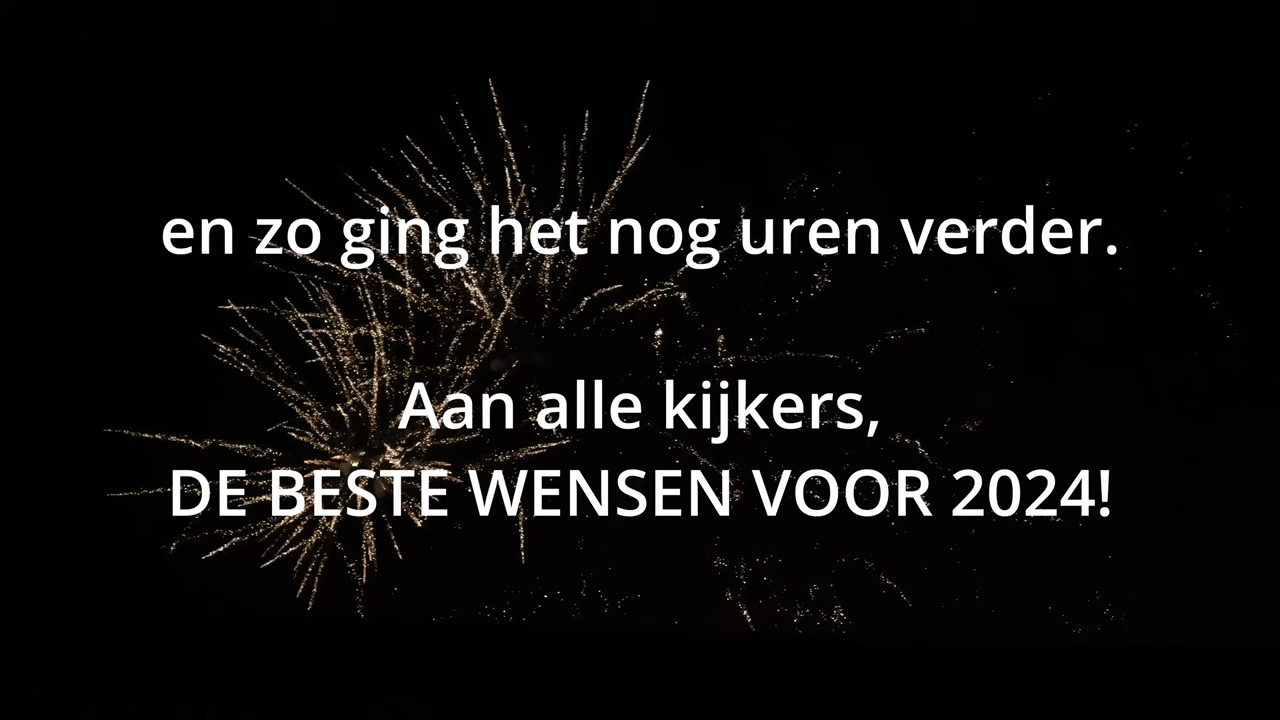 en zo ging het nog uren verder.
Aan alle kijkers,
DE BESTE WENSEN VOOR 2024!